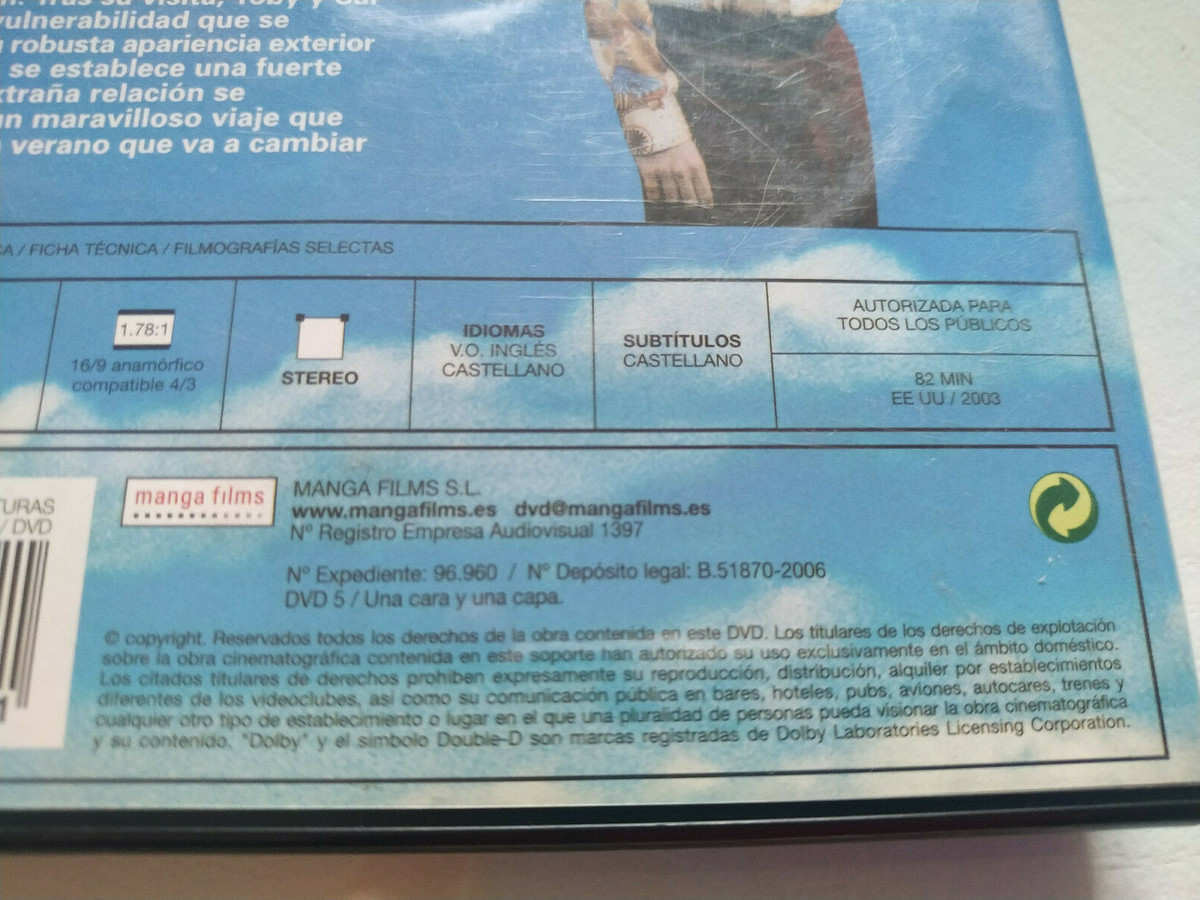 vulnerabilidad que se
robusta apariencia exterior
se establece una fuerte
xtraña relación se
un maravilloso viaje que
verano que va a cambiar
CA / FICHA TÉCNICA / FILMOGRAFÍAS SELECTAS
1.78:1
16/9 anamórfico
compatible 4/3
STEREO
IDIOMAS
V.O. INGLÉS
CASTELLANO
SUBTÍTULOS
CASTELLANO
AUTORIZADA PARA
TODOS LOS PÚBLICOS
82 MIN
EE UU / 2003
TURAS
/ DVD
manga films
MANGA FILMS S.L.
www.mangafilms.es dvd@mangafilms.es
Nº Registro Empresa Audiovisual 1397
Nº Expediente: 96.960 / Nº Depósito legal: B.51870-2006
DVD 5 / Una cara y una capa.
© copyright. Reservados todos los derechos de la obra contenida en este DVD. Los titulares de los derechos de explotación
sobre la obra cinematográfica contenida en este soporte han autorizado su uso exclusivamente en el ámbito doméstico.
Los citados titulares de derechos prohiben expresamente su reproducción, distribución, alquiler por establecimientos
diferentes de los videoclubes, así como su comunicación pública en bares, hoteles, pubs, aviones, autocares, trenes y
cualquier otro tipo de establecimiento o lugar en el que una pluralidad de personas pueda visionar la obra cinematográfica
y su contenido. "Dolby" y el símbolo Double-D son marcas registradas de Dolby Laboratories Licensing Corporation.